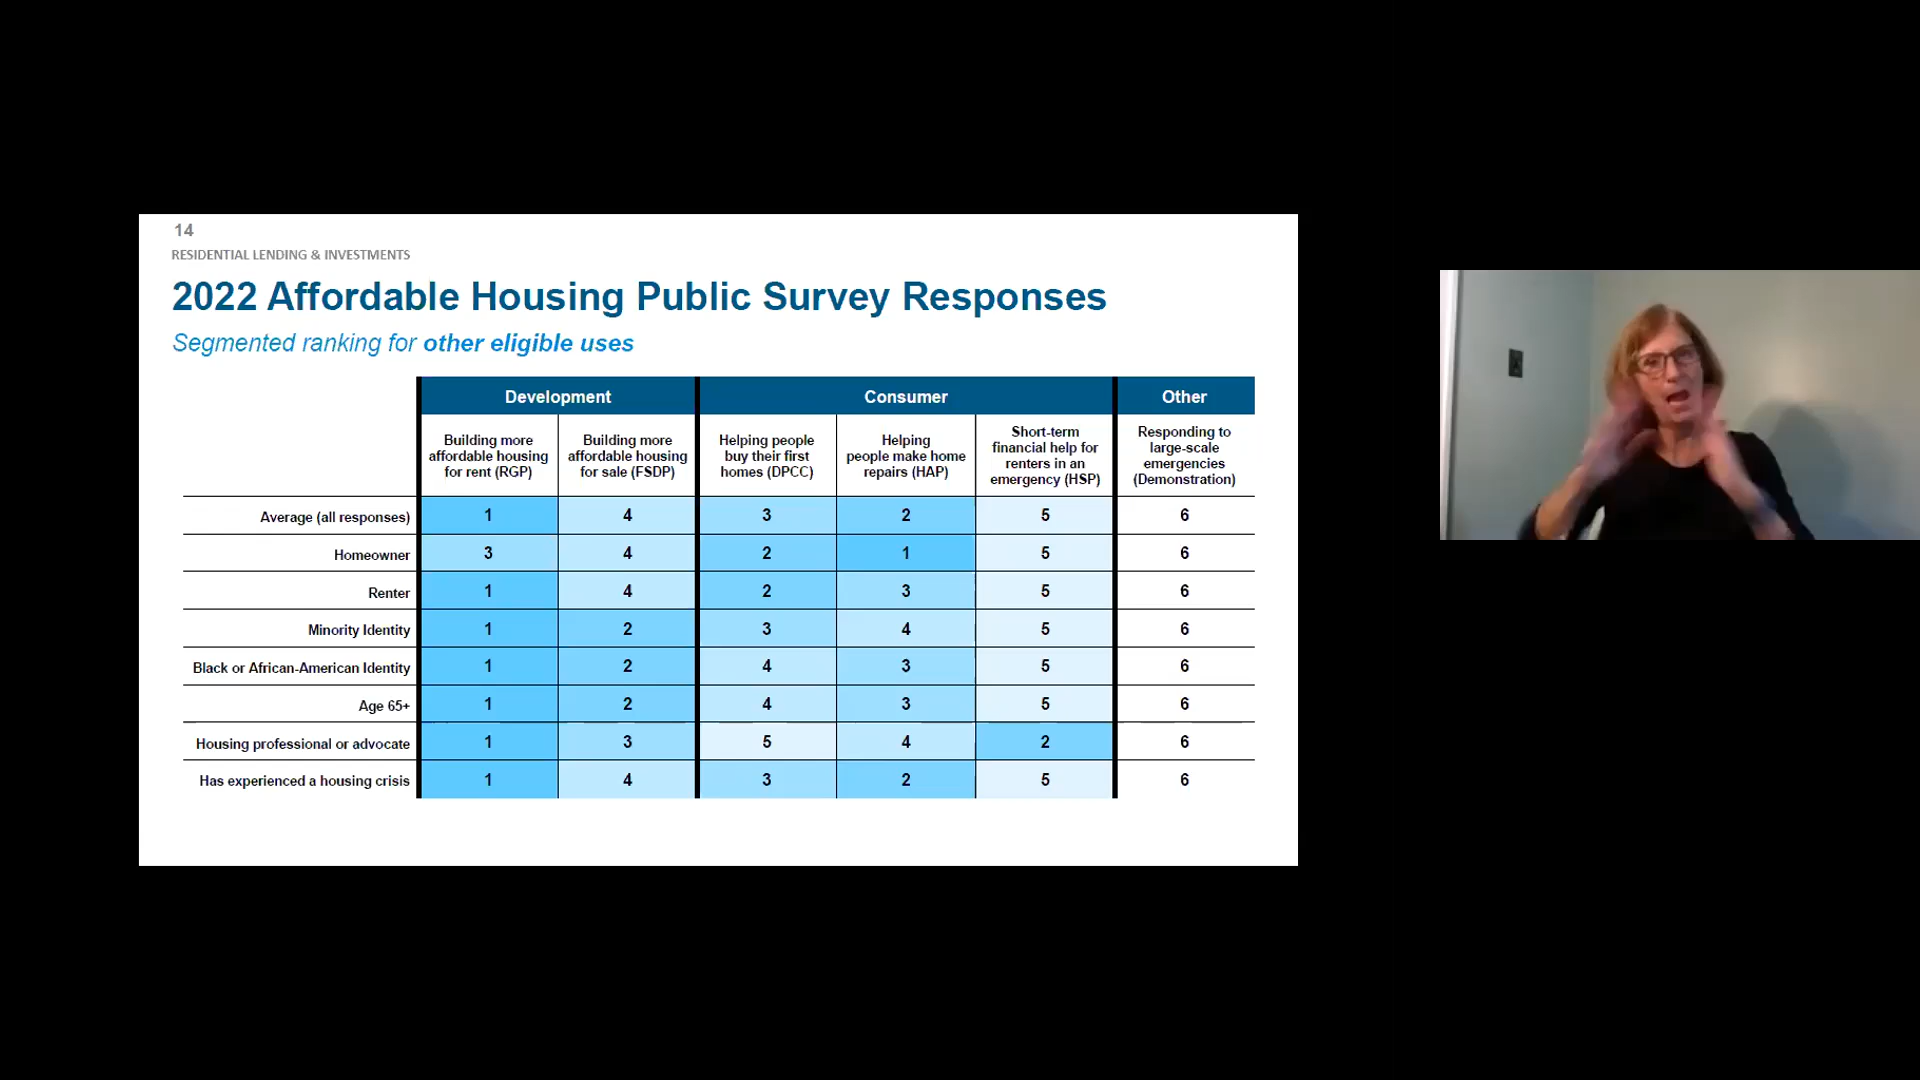 14
RESIDENTIAL LENDING & INVESTMENTS
2022 Affordable Housing Public Survey Responses
Segmented ranking for other eligible uses
Development Consumer Other
Building more affordable housing for rent (RGP) Building more affordable housing for sale (FSDP) Helping people buy their first homes (DPCC) Helping people make home repairs (HAP) Short-term financial help for renters in an emergency (HSP) Responding to large-scale emergencies (Demonstration)
Average (all responses) 1 4 3 2 5 6
Homeowner 3 4 2 1 5 6
Renter 1 4 2 3 5 6
Minority Identity 1 2 3 4 5 6
Black or African-American Identity 1 2 4 3 5 6
Age 65+ 1 2 4 3 5 6
Housing professional or advocate 1 3 5 4 2 6
Has experienced a housing crisis 1 4 3 2 5 6